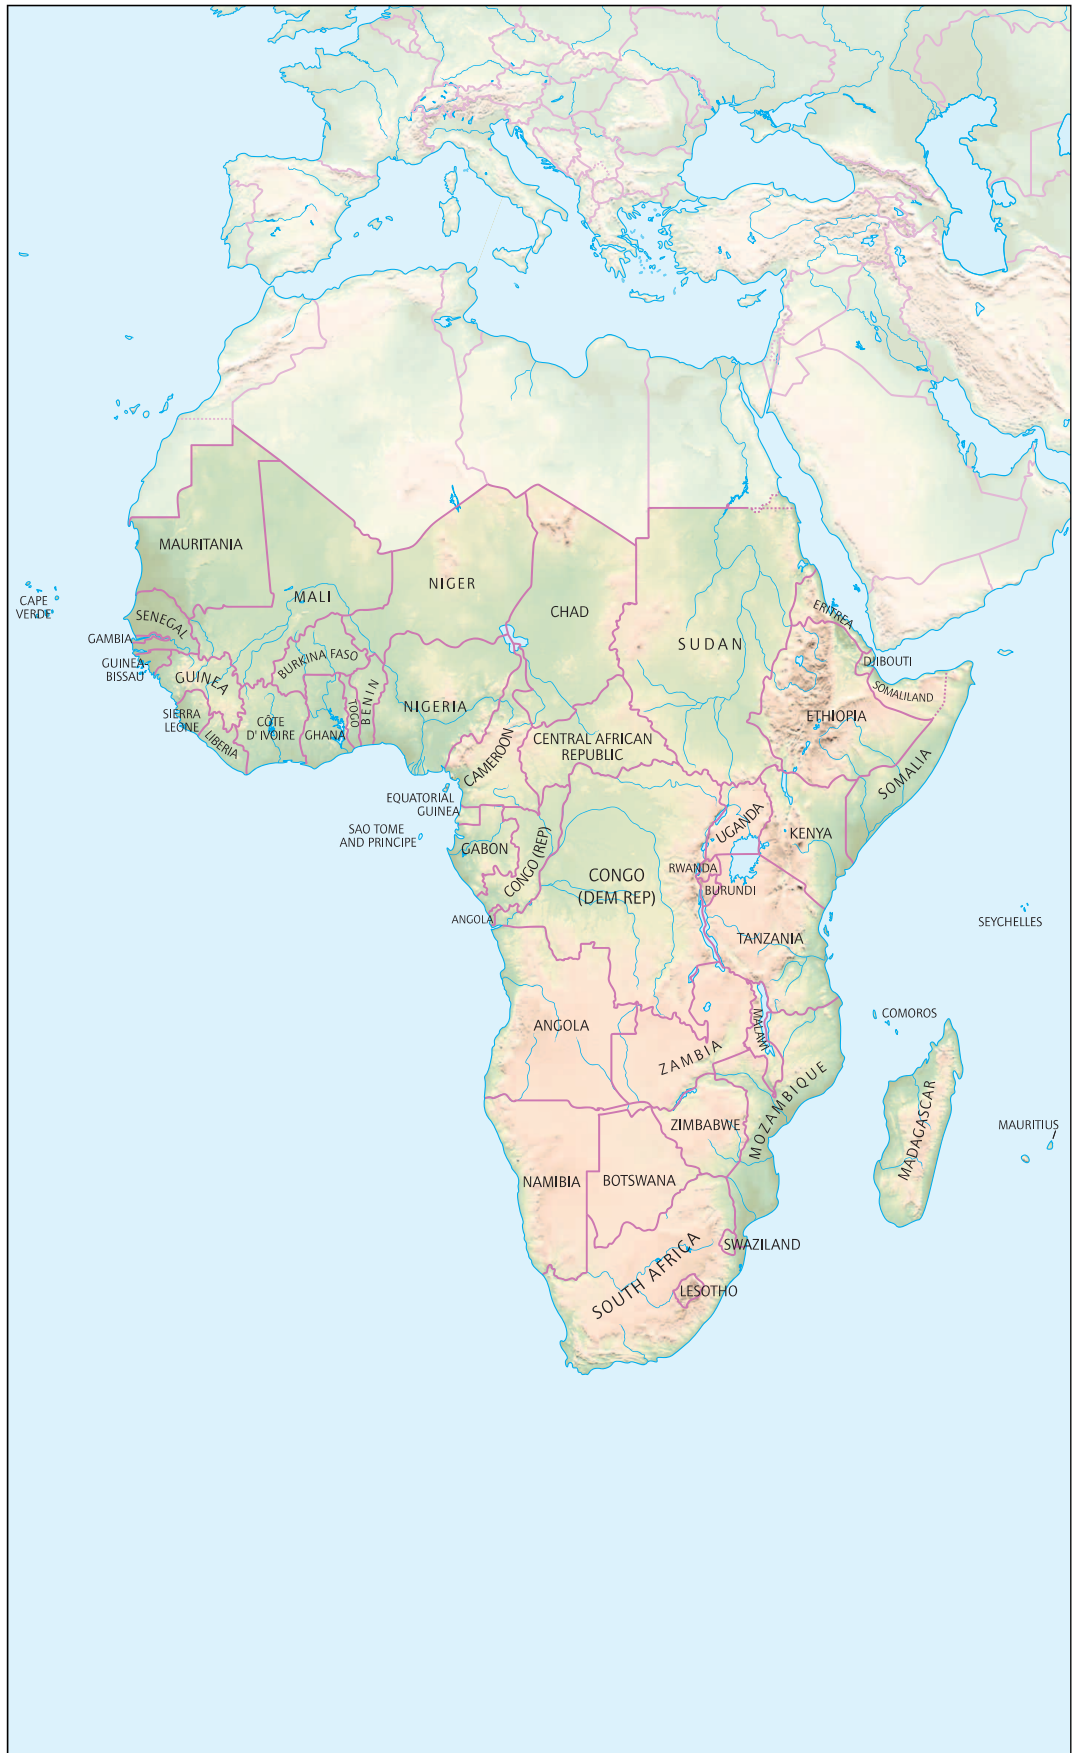 MAURITANIA
NIGER
MALI
CAPE
VERDE
CHAD
ERITREA
SENEGAL
GAMBIA
SUDAN
BURKINA FASO
GUINEA-
BISSAU
DJIBOUTI
GUINEA
SOMALILAND
BENIN
TOGO
NIGERIA
SIERRA
LEONE
CÔTE
D' IVOIRE
GHANA
ETHIOPIA
LIBERIA
CENTRAL AFRICAN
REPUBLIC
CAMEROON
SOMALIA
EQUATORIAL
GUINEA
UGANDA
SAO TOME
AND PRINCIPE
KENYA
GABON
CONGO (REP)
RWANDA
CONGO
(DEM REP)
BURUNDI
ANGOLA
SEYCHELLES
TANZANIA
COMOROS
ANGOLA
MALAWI
ZAMBIA
MOZAMBIQUE
ZIMBABWE
MADAGASCAR
MAURITIUS
NAMIBIA
BOTSWANA
SWAZILAND
SOUTH AFRICA
LESOTHO